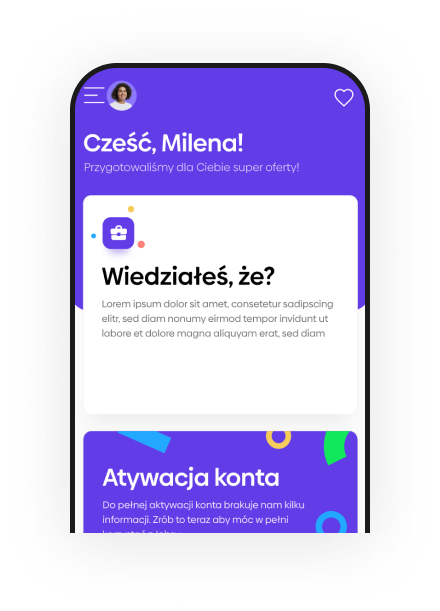 Cześć, Milena!
Przygotowaliśmy dla Ciebie super oferty!
Wiedziałeś, że?
Lorem ipsum dolor sit amet, consetetur sadipscing
elitr, sed diam nonumy eirmod tempor invidunt ut
labore et dolore magna aliquyam erat, sed diam
Atywacja konta
Do pełnej aktywacji konta brakuje nam kilku
informacji. Zrób to teraz aby móc w pełni